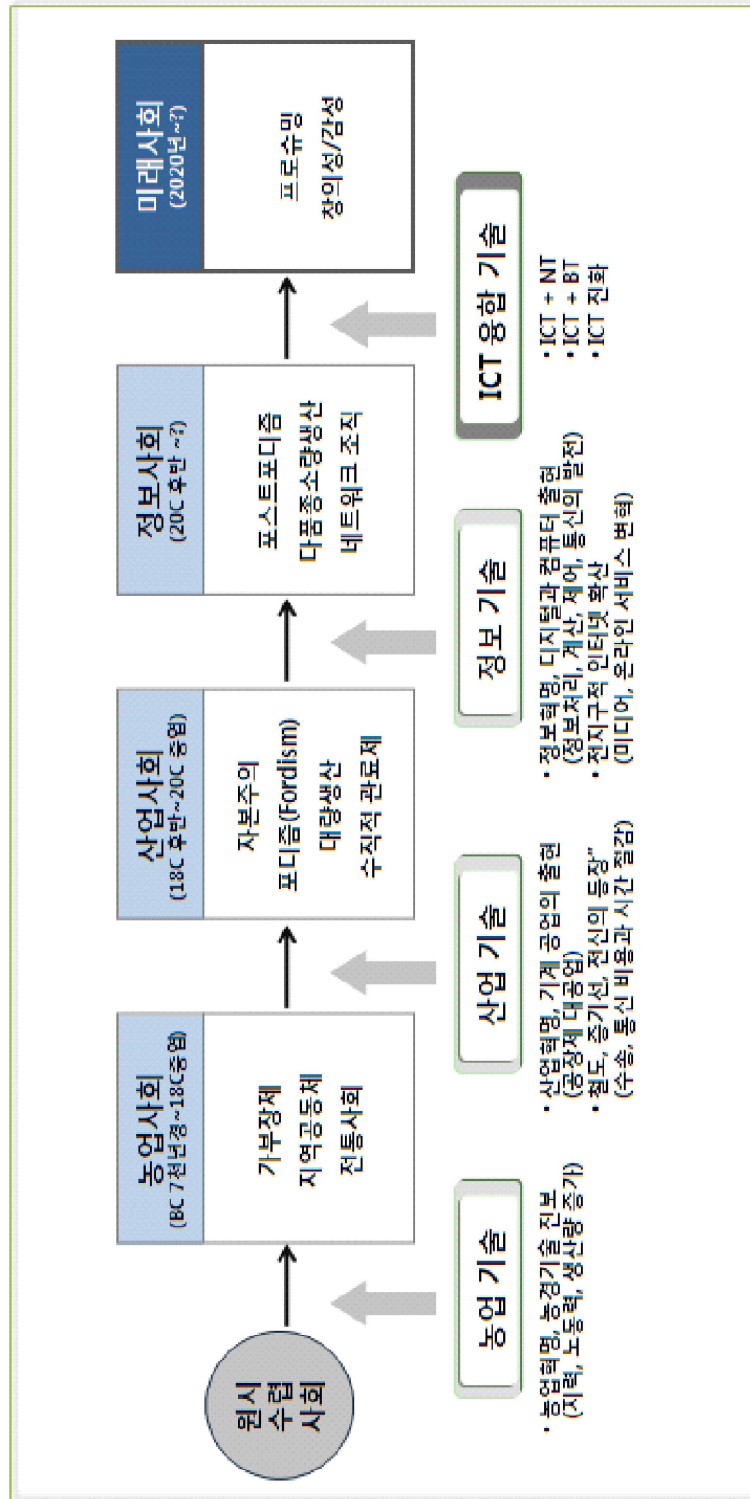 원시
수렵
사회
농업사회
(BC 7천년경~18C중엽)
가부장제
지역공동체
전통사회
산업사회
(18C 후반~20C 중엽)
자본주의
포디즘(Fordism)
대량생산
수직적 관료제
정보사회
(20C 후반 ~?)
포스트포디즘
다품종소량생산
네트워크 조직
미래사회
(2020년~?)
프로슈밍
창의성/감성
농업 기술
• 농업혁명, 농경기술 진보
(지력, 노동력, 생산량 증가)
산업 기술
• 산업혁명, 기계 공업의 출현
(공장제 대공업)
• 철도, 증기선, 전신의 등장”
(수송, 통신 비용과 시간 절감)
정보 기술
• 정보혁명, 디지털과 컴퓨터 출현
(정보처리, 계산, 제어, 통신의 발전)
• 전지구적 인터넷 확산
(미디어, 온라인 서비스 변혁)
ICT 융합 기술
• ICT + NT
• ICT + BT
• ICT 진화